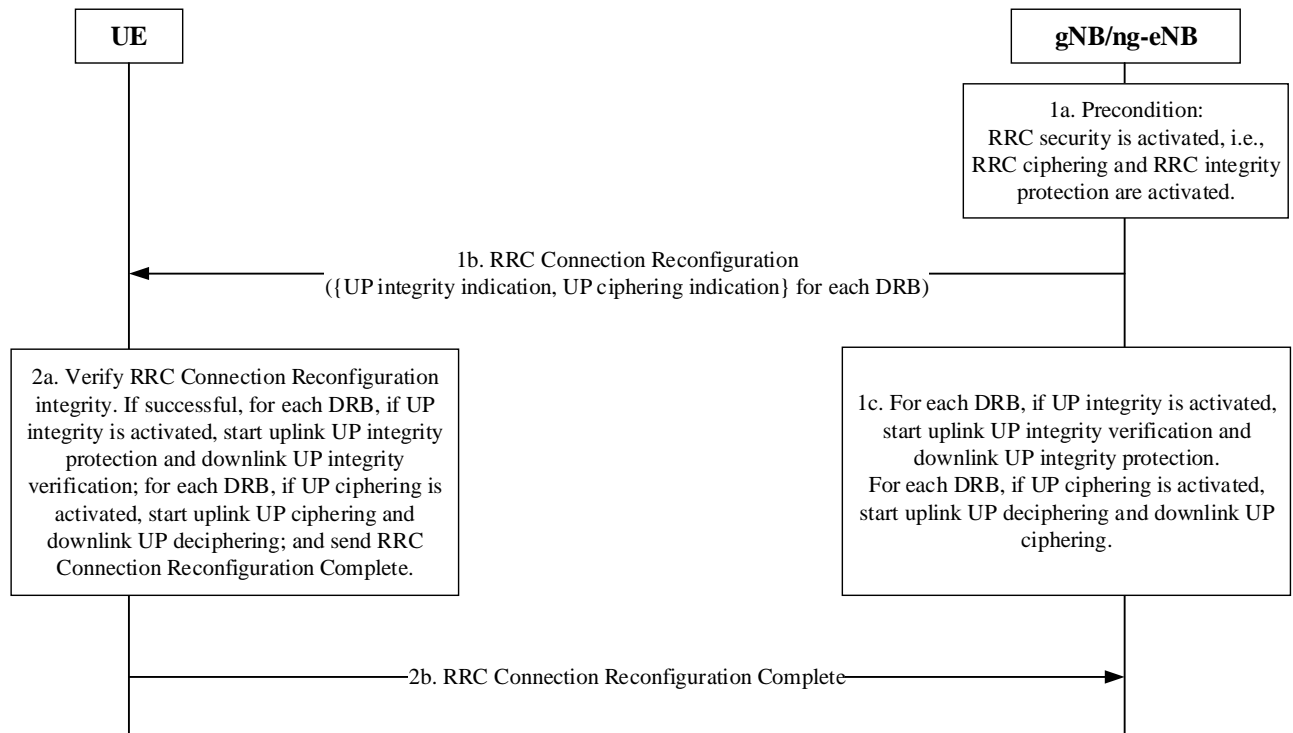 UE
gNB/ng-eNB
1a. Precondition:
RRC security is activated, i.e.,
RRC ciphering and RRC integrity
protection are activated.
1b. RRC Connection Reconfiguration
({UP integrity indication, UP ciphering indication} for each DRB)
2a. Verify RRC Connection Reconfiguration
integrity. If successful, for each DRB, if UP
integrity is activated, start uplink UP integrity
protection and downlink UP integrity
verification; for each DRB, if UP ciphering is
activated, start uplink UP ciphering and
downlink UP deciphering; and send RRC
Connection Reconfiguration Complete.
1c. For each DRB, if UP integrity is activated,
start uplink UP integrity verification and
downlink UP integrity protection.
For each DRB, if UP ciphering is activated,
start uplink UP deciphering and downlink UP
ciphering.
2b. RRC Connection Reconfiguration Complete